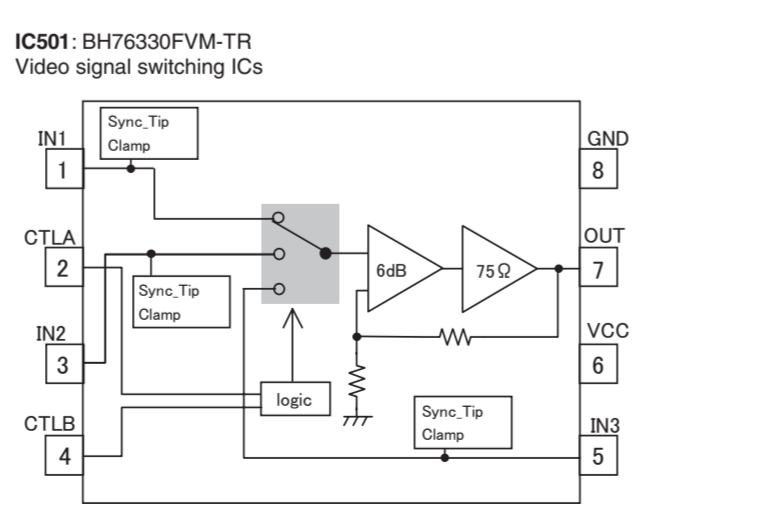 IC501: BH76330FVM-TR
Video signal switching ICs
Sync_Tip
Clamp
IN1
1
GND
8
CTLA
2
OUT
7
6dB
75Ω
Sync_Tip
Clamp
IN2
3
VCC
6
logic
Sync_Tip
Clamp
CTLB
4
IN3
5